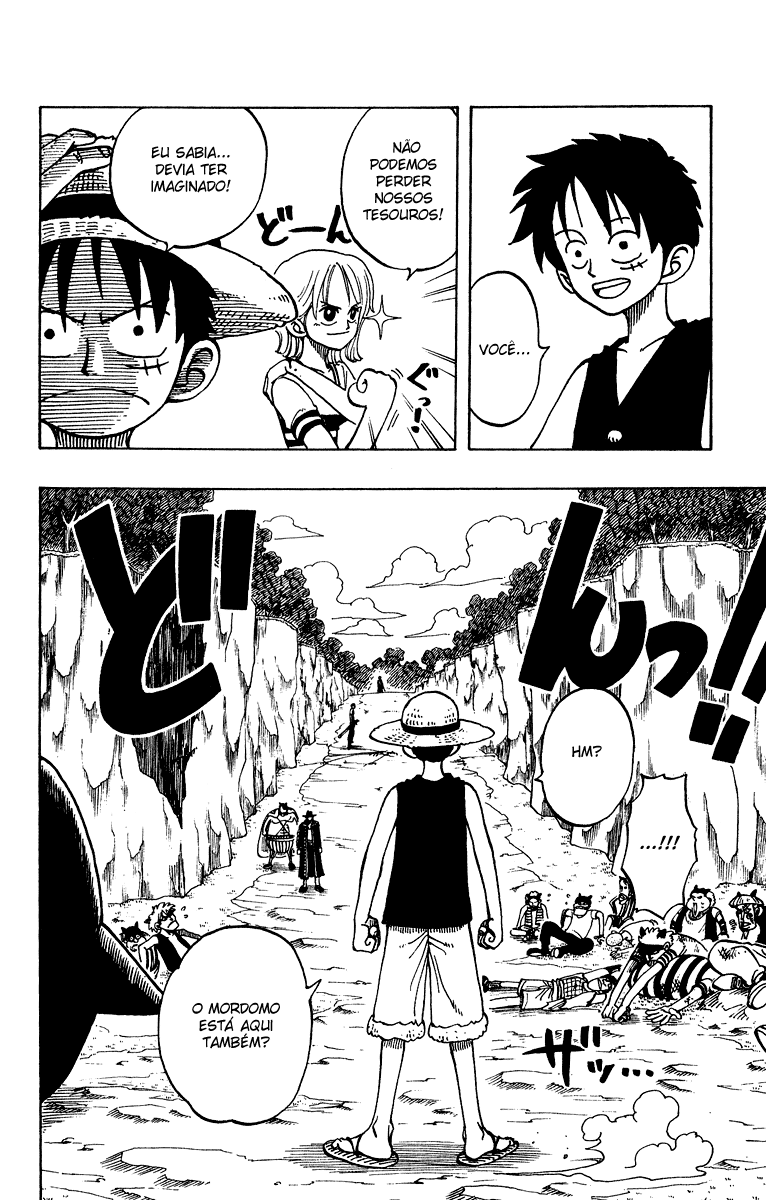 VOCÊ...
NÃO
PODEMOS
PERDER
NOSSOS
TESOUROS!
ぐっ!
どーん
EU SABIA...
DEVIA TER
IMAGINADO!
どんっ!!
HM?
...!!!
ザッ...
O MORDOMO
ESTÁ AQUI
TAMBÉM?